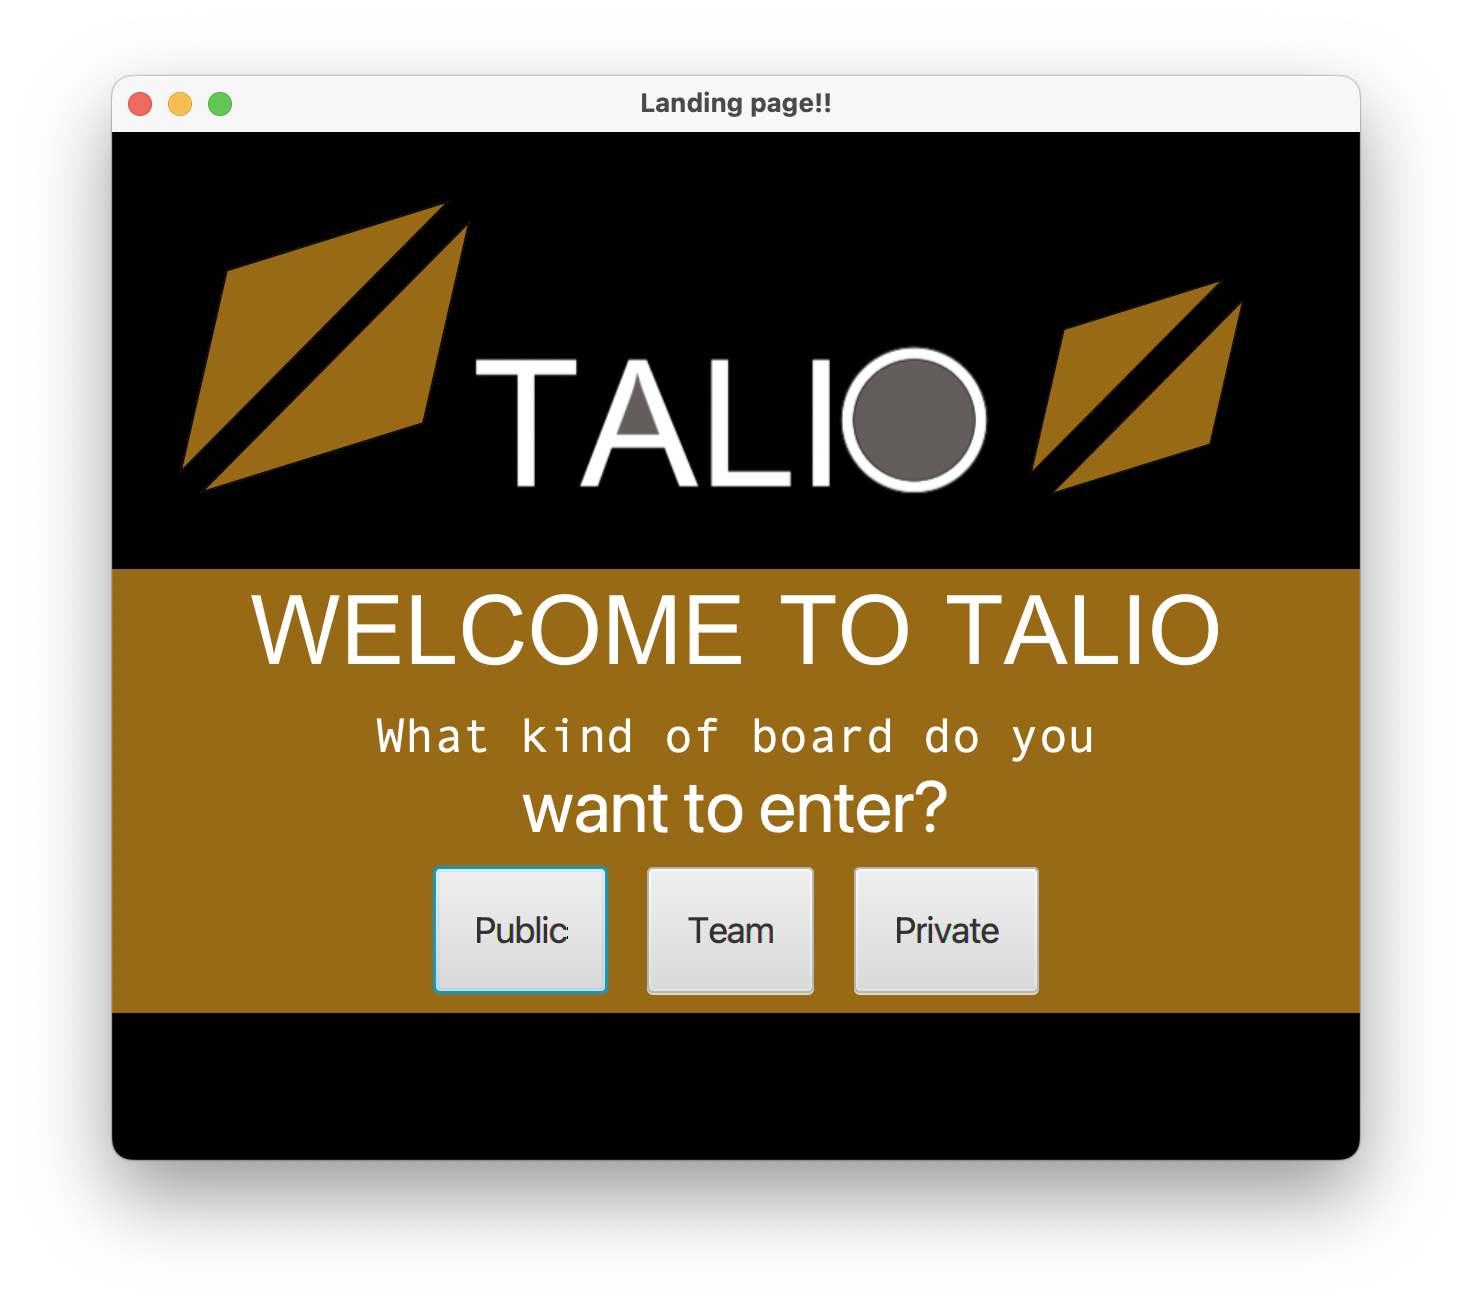 Landing page!!
TALIO
WELCOME TO TALIO
What kind of board do you
want to enter?
Public
Team
Private